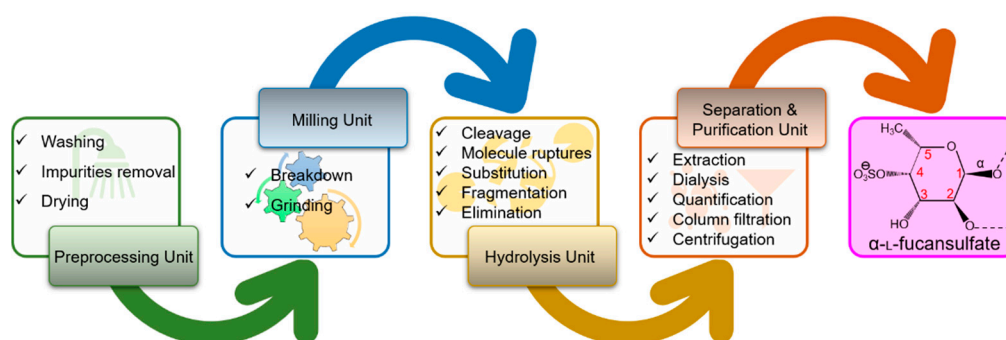 Washing
Impurities removal
Drying
Preprocessing Unit
Milling Unit
Breakdown
Grinding
Cleavage
Molecule ruptures
Substitution
Fragmentation
Elimination
Hydrolysis Unit
Separation &
Purification Unit
Extraction
Dialysis
Quantification
Column filtration
Centrifugation
H₃C
5
O
⊖
O₃SO
4
1
α
O
3
2
HO
O
α-L-fucansulfate